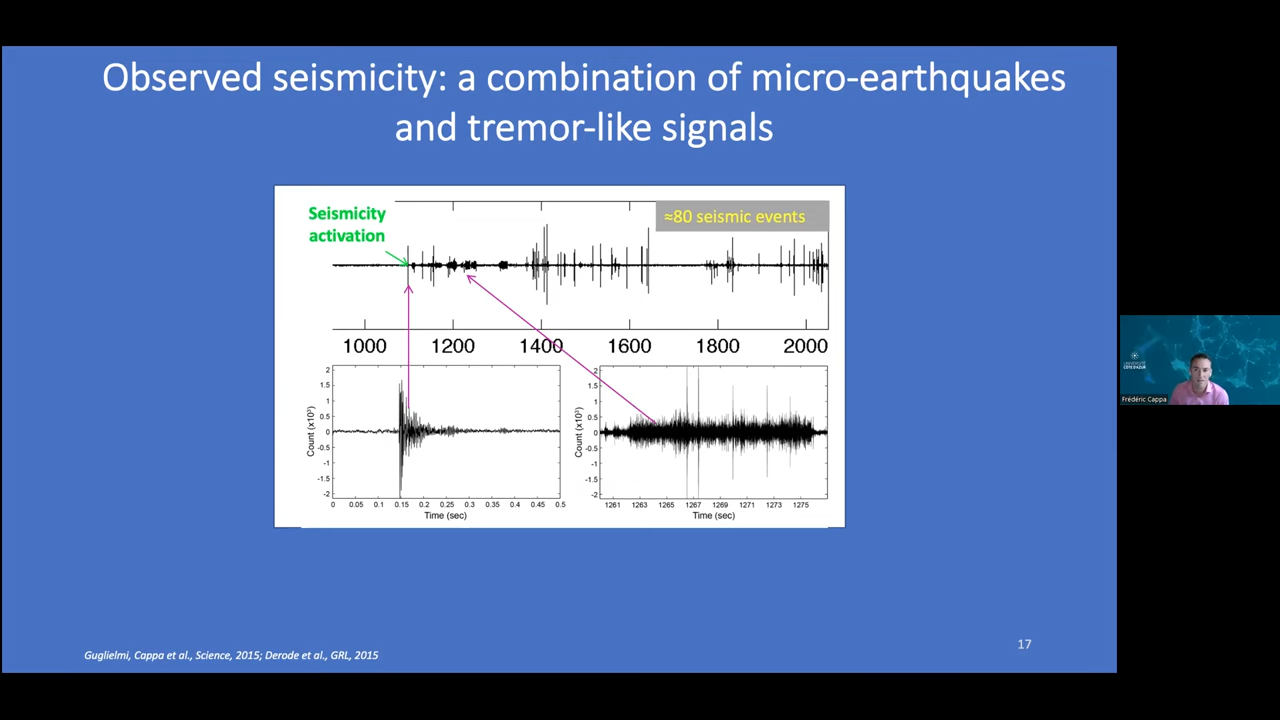 Observed seismicity: a combination of micro-earthquakes
and tremor-like signals
Seismicity
activation
≈80 seismic events
1000 1200 1400 1600 1800 2000
2
1.5
1
0.5
0
-0.5
-1
-1.5
-2
Count (x10³)
0 0.05 0.1 0.15 0.2 0.25 0.3 0.35 0.4 0.45 0.5
Time (sec)
2
1.5
1
0.5
0
-0.5
-1
-1.5
-2
Count (x10³)
1261 1263 1265 1267 1269 1271 1273 1275
Time (sec)
Guglielmi, Cappa et al., Science, 2015; Derode et al., GRL, 2015
17
UNIVERSITÉ
CÔTE D'AZUR
Frédéric Cappa